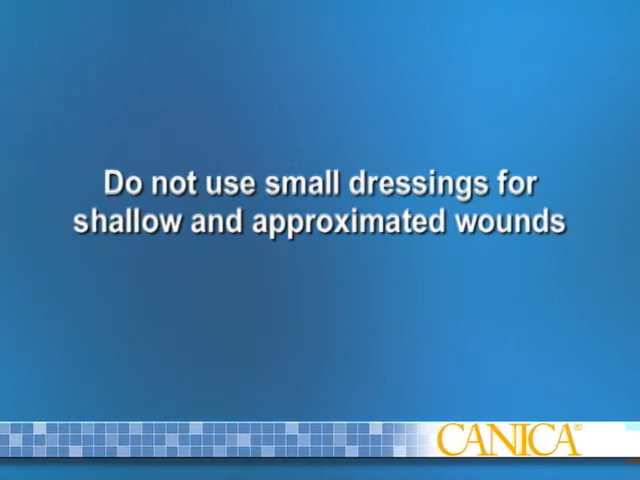 Do not use small dressings for
shallow and approximated wounds
CANICA®